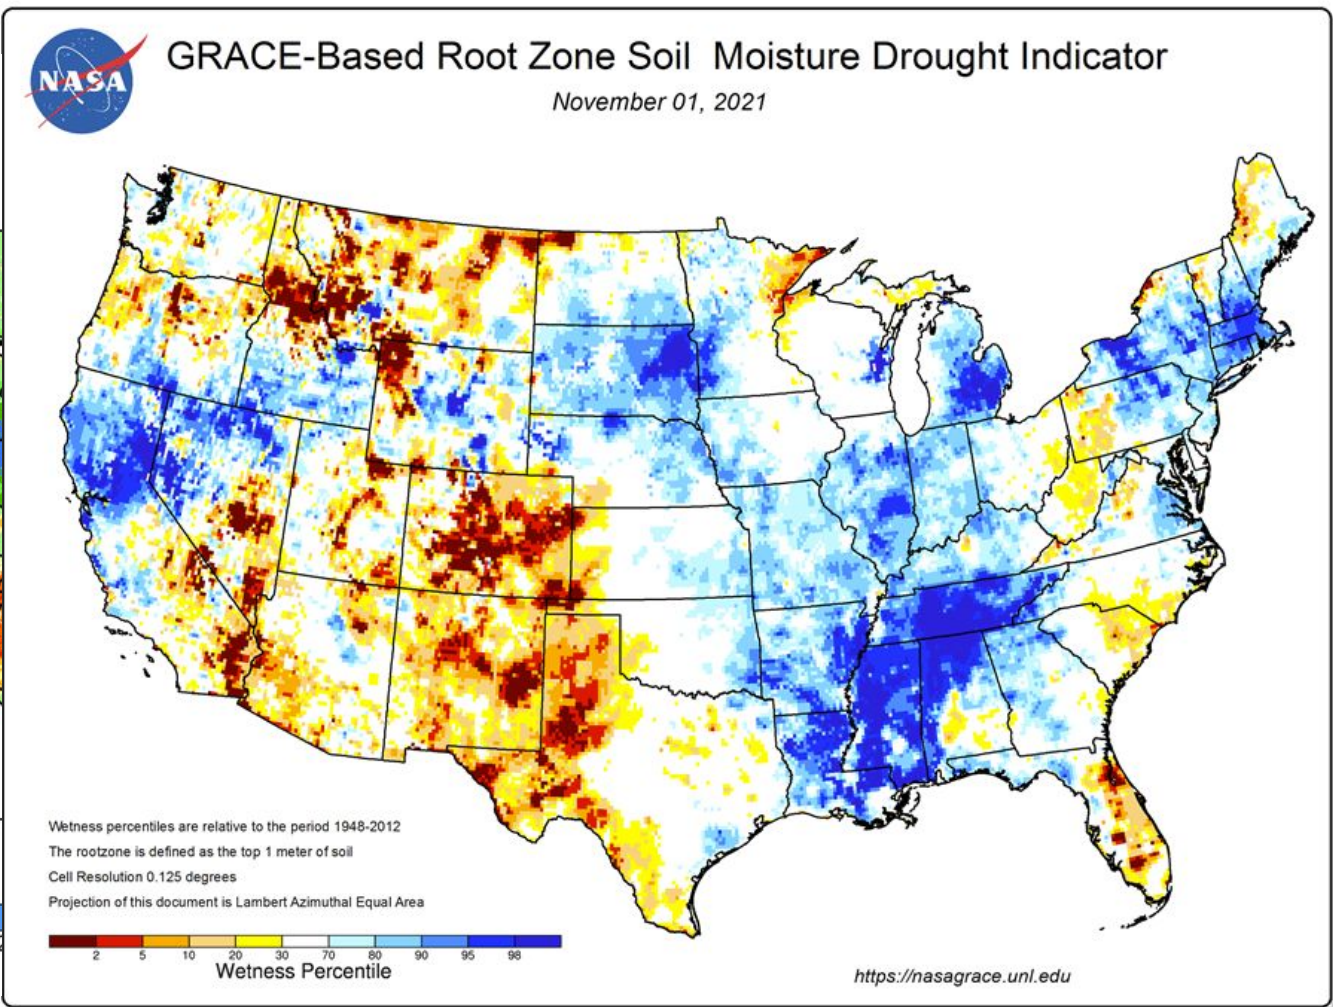 NASA
GRACE-Based Root Zone Soil Moisture Drought Indicator
November 01, 2021
Wetness percentiles are relative to the period 1948-2012
The rootzone is defined as the top 1 meter of soil
Cell Resolution 0.125 degrees
Projection of this document is Lambert Azimuthal Equal Area
2 5 10 20 30 70 80 90 95 98
Wetness Percentile
https://nasagrace.unl.edu